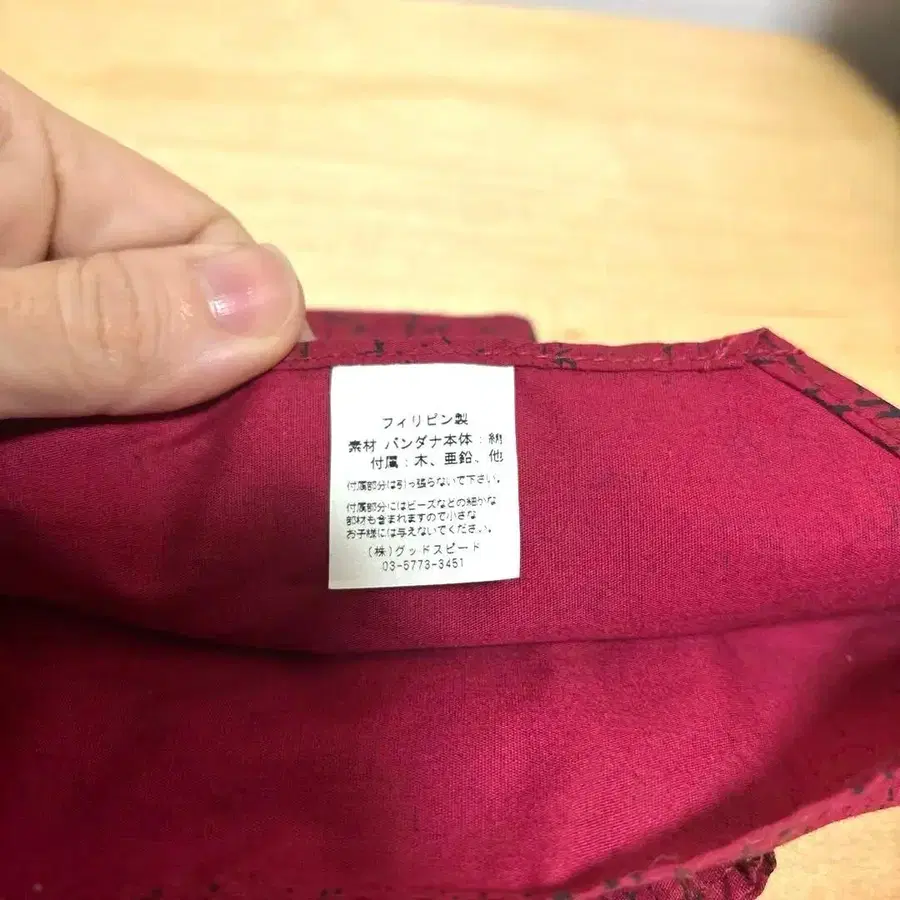 フィリピン製
素材 バンダナ本体：綿
付属：木、亜鉛、他
付属部分は引っ張らないで下さい。
付属部分にはビーズなどの細かな
部材も含まれますので小さな
お子様には与えないでください。
(株)グッドスピード
03-5773-3451